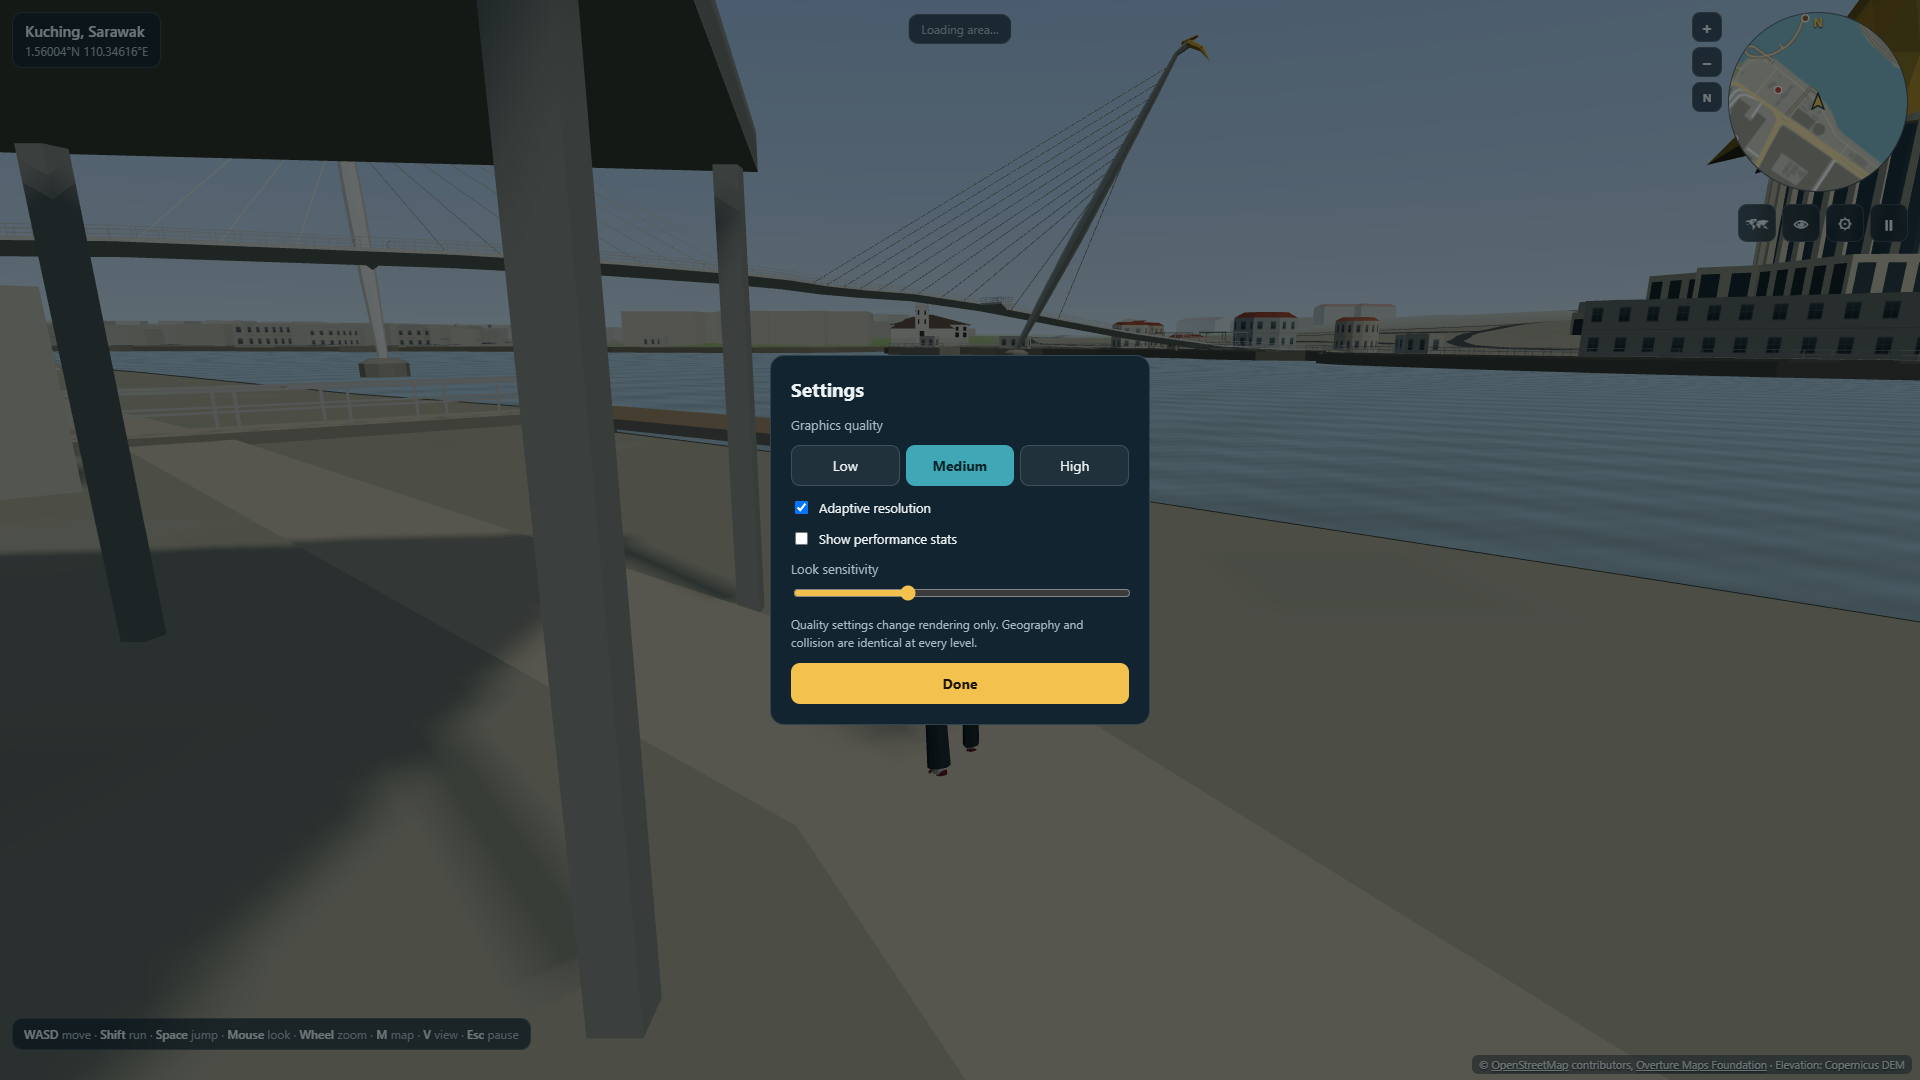 Kuching, Sarawak
1.56004°N 110.34616°E
Loading area...
+
−
N
N
Settings
Graphics quality
Low
Medium
High
Adaptive resolution
Show performance stats
Look sensitivity
Quality settings change rendering only. Geography and
collision are identical at every level.
Done
WASD move · Shift run · Space jump · Mouse look · Wheel zoom · M map · V view · Esc pause
© OpenStreetMap contributors, Overture Maps Foundation · Elevation: Copernicus DEM